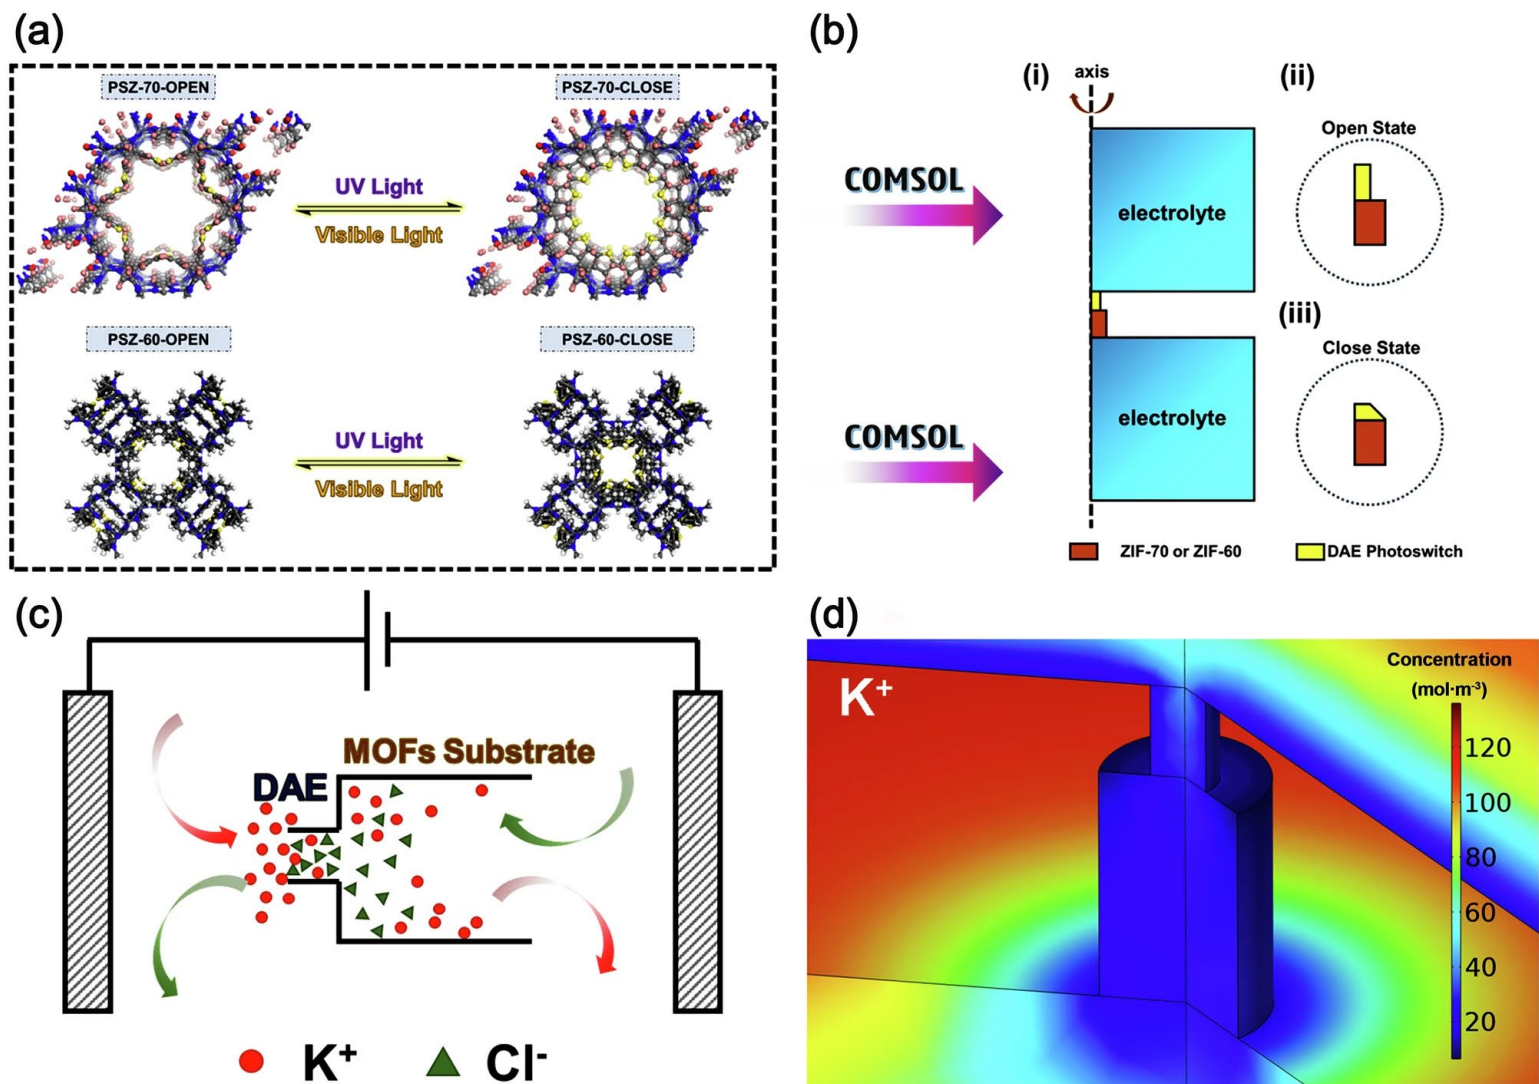 (a)
PSZ-70-OPEN
PSZ-70-CLOSE
UV Light
Visible Light
PSZ-60-OPEN
PSZ-60-CLOSE
UV Light
Visible Light
(b)
COMSOL
COMSOL
(i)
axis
electrolyte
electrolyte
(ii)
Open State
(iii)
Close State
ZIF-70 or ZIF-60
DAE Photoswitch
(c)
MOFs Substrate
DAE
K⁺
Cl⁻
(d)
K⁺
Concentration
(mol·m⁻³)
120
100
80
60
40
20